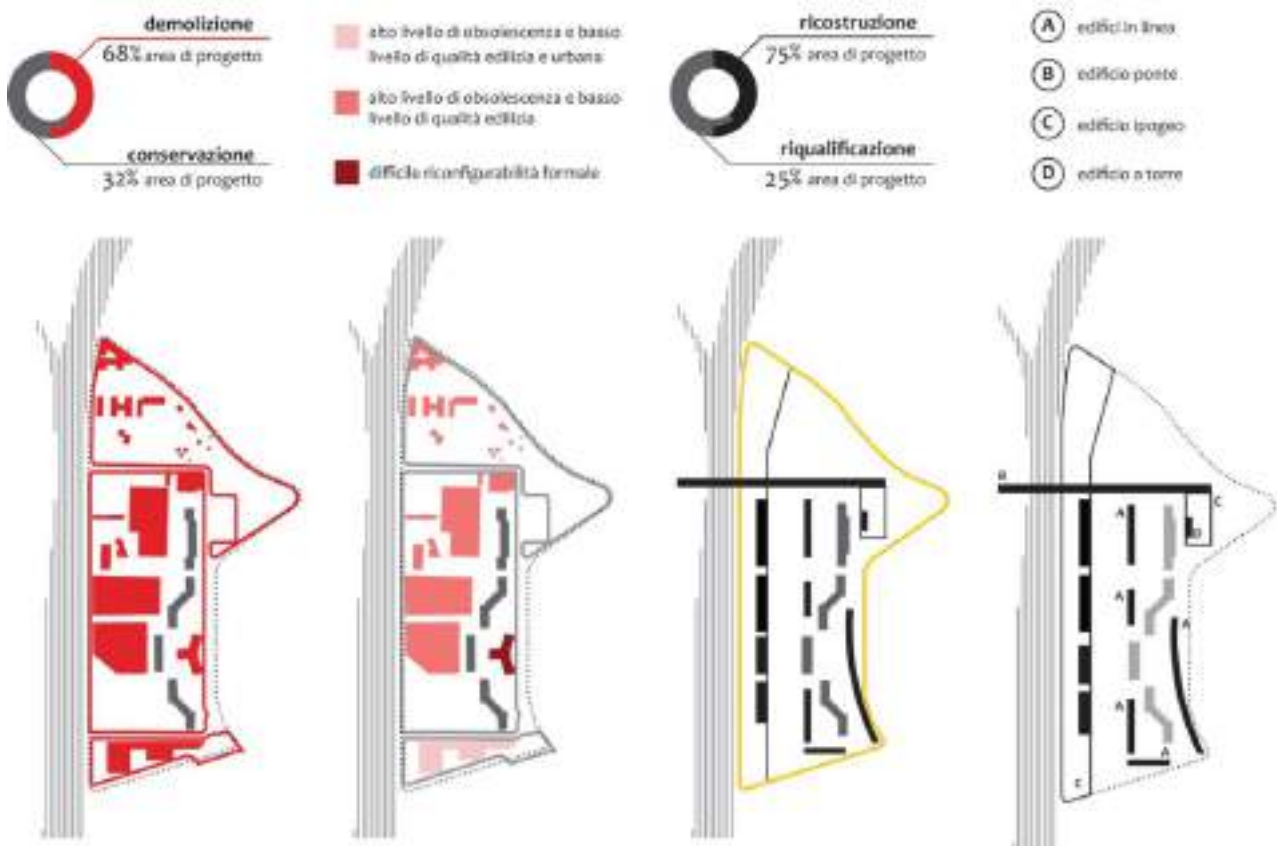 demolizione
68% area di progetto
conservazione
32% area di progetto
alto livello di obsolescenza e basso
livello di qualità edilizia e urbana
alto livello di obsolescenza e basso
livello di qualità edilizia
difficile riconfigurabilità formale
ricostruzione
75% area di progetto
riqualificazione
25% area di progetto
A edifici in linea
B edificio ponte
C edificio ipogeo
D edificio a torre
B
C
A
D
A
A
A
A